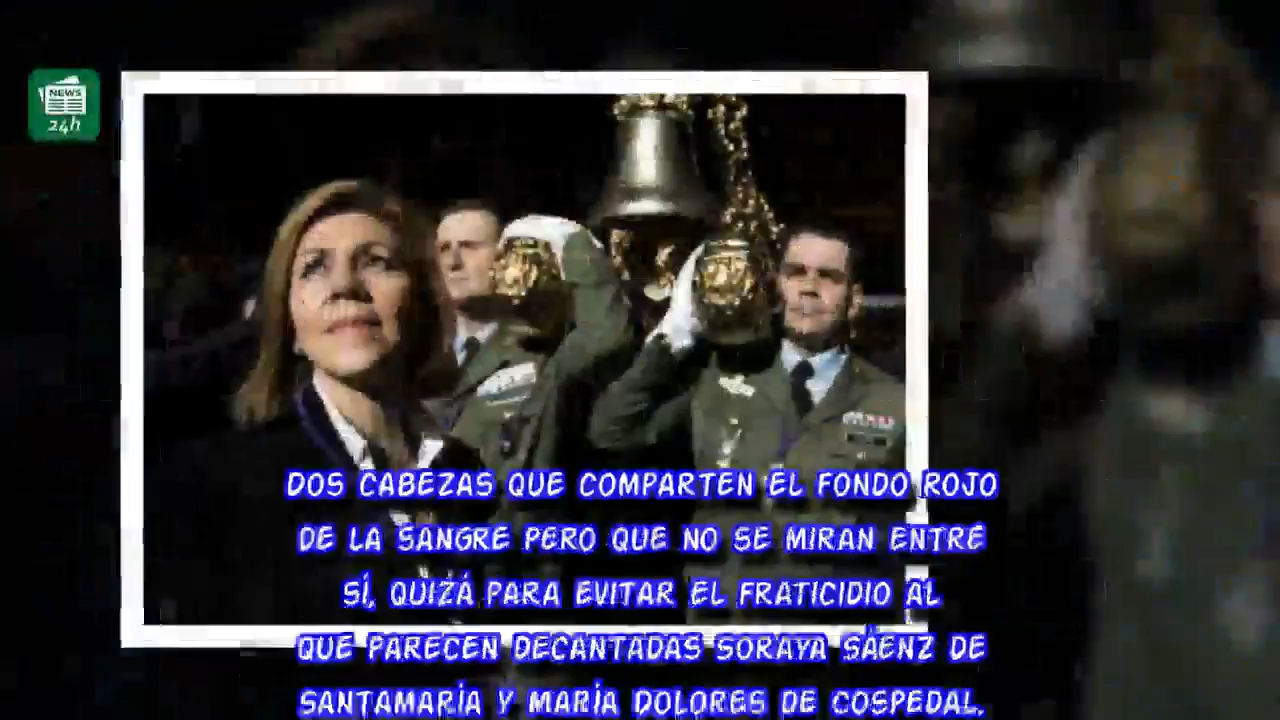 NEWS
24h
DOS CABEZAS QUE COMPARTEN EL FONDO ROJO
DE LA SANGRE PERO QUE NO SE MIRAN ENTRE
SÍ, QUIZÁ PARA EVITAR EL FRATICIDIO AL
QUE PARECEN DECANTADAS SORAYA SÁENZ DE
SANTAMARÍA Y MARÍA DOLORES DE COSPEDAL.